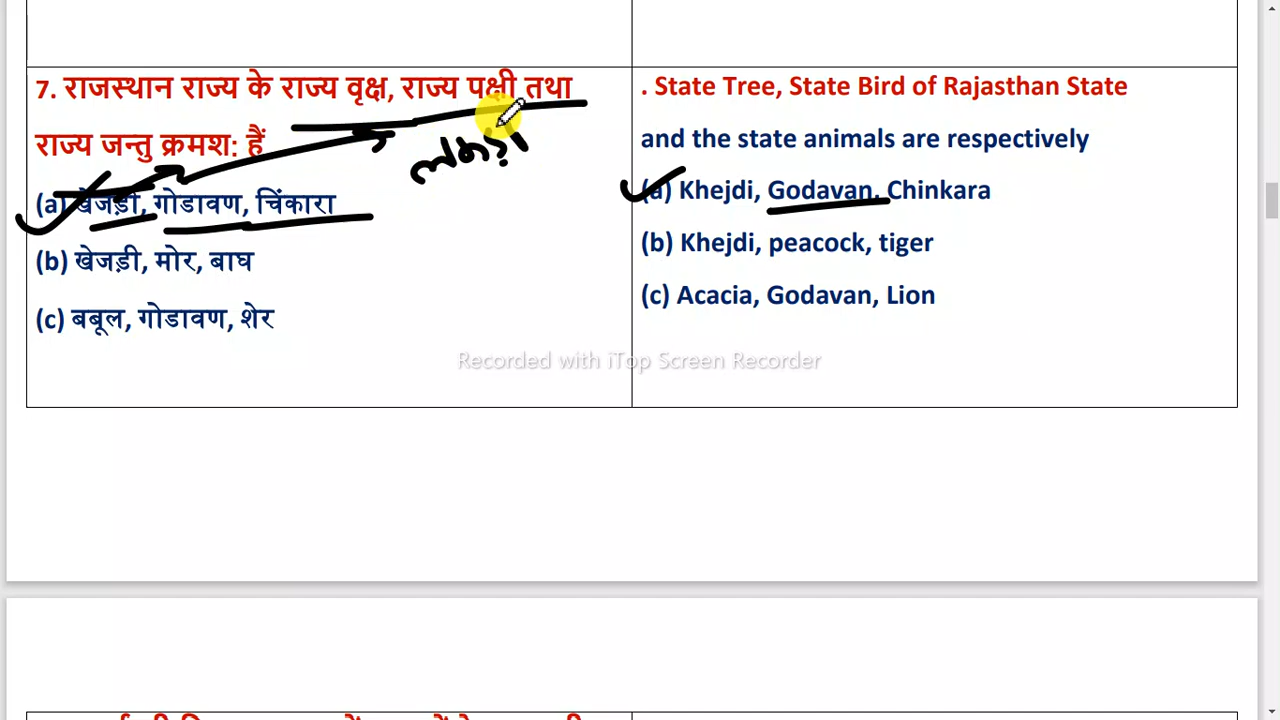 7. राजस्थान राज्य के राज्य वृक्ष, राज्य पक्षी तथा
राज्य जन्तु क्रमश: हैं
(a) खेजड़ी, गोडावण, चिंकारा
(b) खेजड़ी, मोर, बाघ
(c) बबूल, गोडावण, शेर
. State Tree, State Bird of Rajasthan State
and the state animals are respectively
(a) Khejdi, Godavan, Chinkara
(b) Khejdi, peacock, tiger
(c) Acacia, Godavan, Lion
Recorded with iTop Screen Recorder